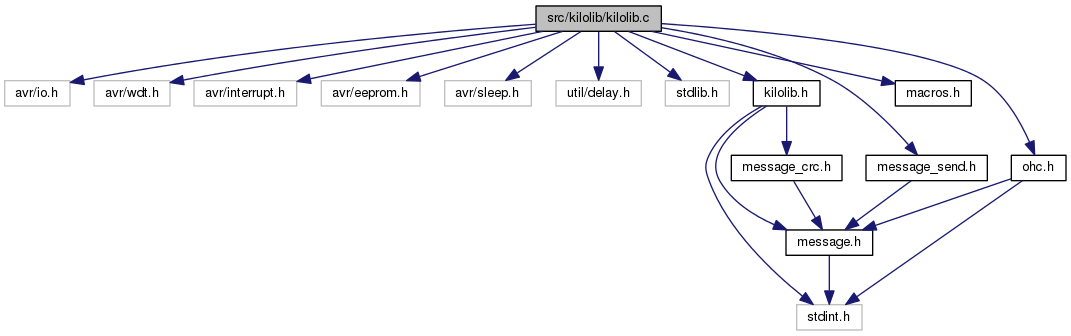 src/kilolib/kilolib.c
avr/io.h
avr/wdt.h
avr/interrupt.h
avr/eeprom.h
avr/sleep.h
util/delay.h
stdlib.h
kilolib.h
macros.h
message_crc.h
message_send.h
ohc.h
message.h
stdint.h